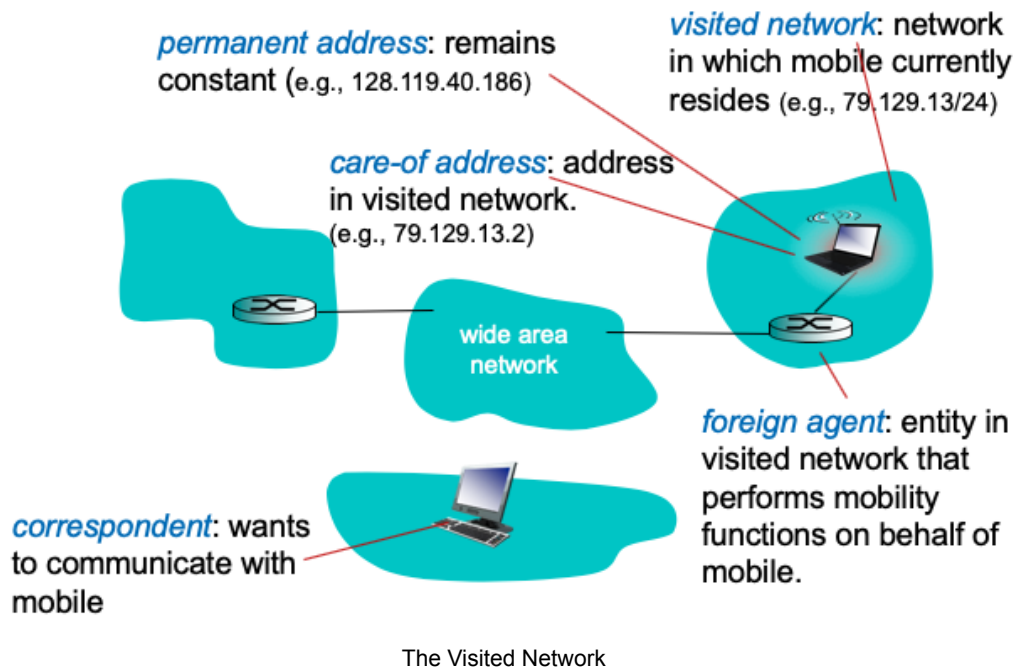 permanent address: remains
constant (e.g., 128.119.40.186)
visited network: network
in which mobile currently
resides (e.g., 79.129.13/24)
care-of address: address
in visited network.
(e.g., 79.129.13.2)
wide area
network
foreign agent: entity in
visited network that
performs mobility
functions on behalf of
mobile.
correspondent: wants
to communicate with
mobile
The Visited Network